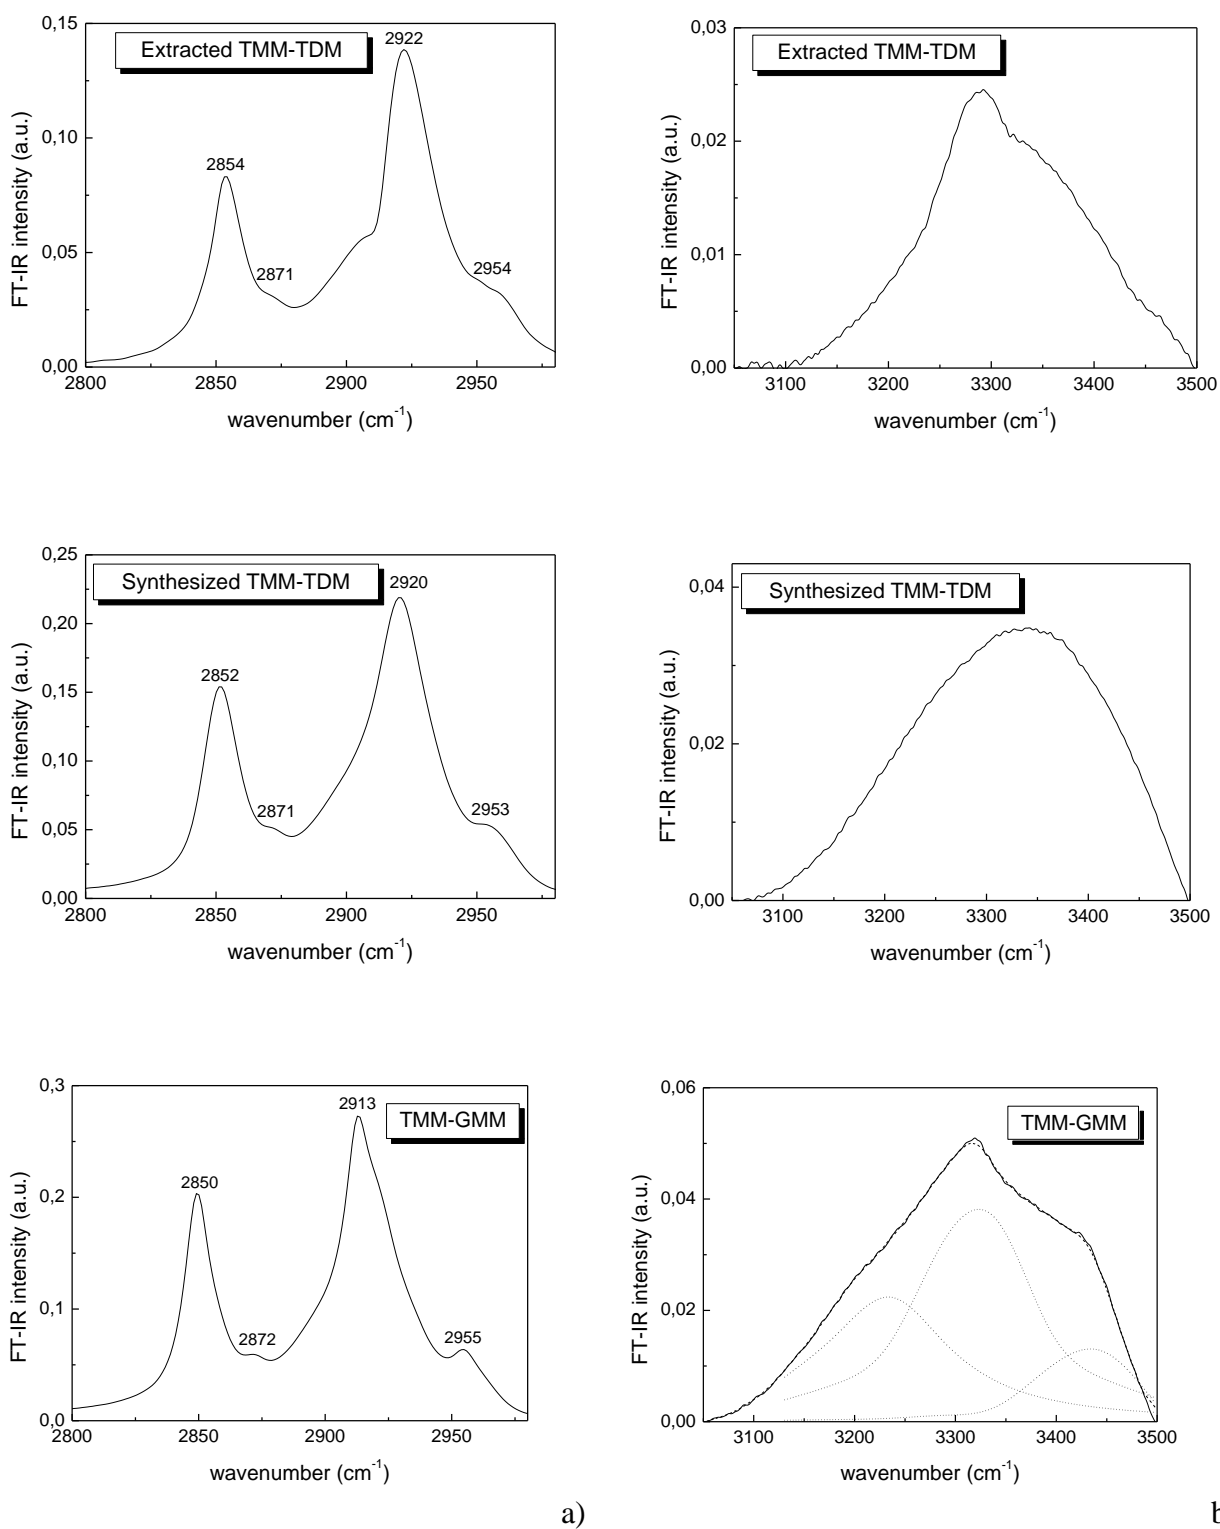 0,15
Extracted TMM-TDM
2922
0,10
2854
0,05
2871
2954
0,00
2800 2850 2900 2950
FT-IR intensity (a.u.)
wavenumber (cm-1)
0,03
Extracted TMM-TDM
0,02
0,01
0,00
3100 3200 3300 3400 3500
FT-IR intensity (a.u.)
wavenumber (cm-1)
0,25
Synthesized TMM-TDM
2920
0,20
2852
0,15
0,10
2871
2953
0,05
0,00
2800 2850 2900 2950
FT-IR intensity (a.u.)
wavenumber (cm-1)
0,04
Synthesized TMM-TDM
0,02
0,00
3100 3200 3300 3400 3500
FT-IR intensity (a.u.)
wavenumber (cm-1)
0,3
2913
TMM-GMM
2850
0,2
0,1
2872
2955
0,0
2800 2850 2900 2950
FT-IR intensity (a.u.)
wavenumber (cm-1)
0,06
TMM-GMM
0,04
0,02
0,00
3100 3200 3300 3400 3500
FT-IR intensity (a.u.)
wavenumber (cm-1)
a)